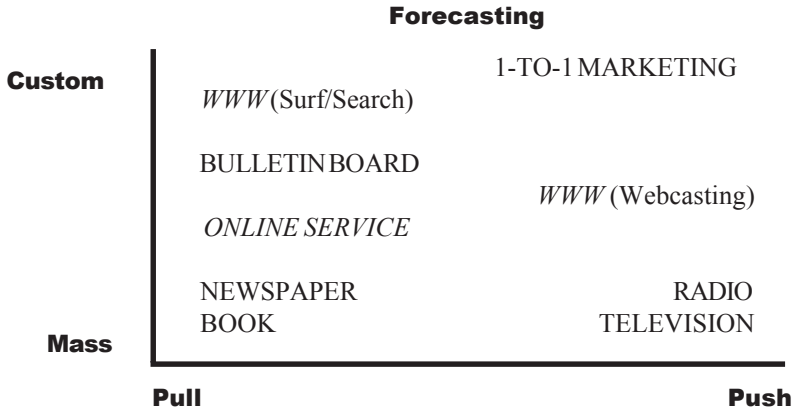 Forecasting
1-TO-1 MARKETING
Custom
WWW (Surf/Search)
BULLETIN BOARD
WWW (Webcasting)
ONLINE SERVICE
NEWSPAPER RADIO
BOOK TELEVISION
Mass
Pull Push